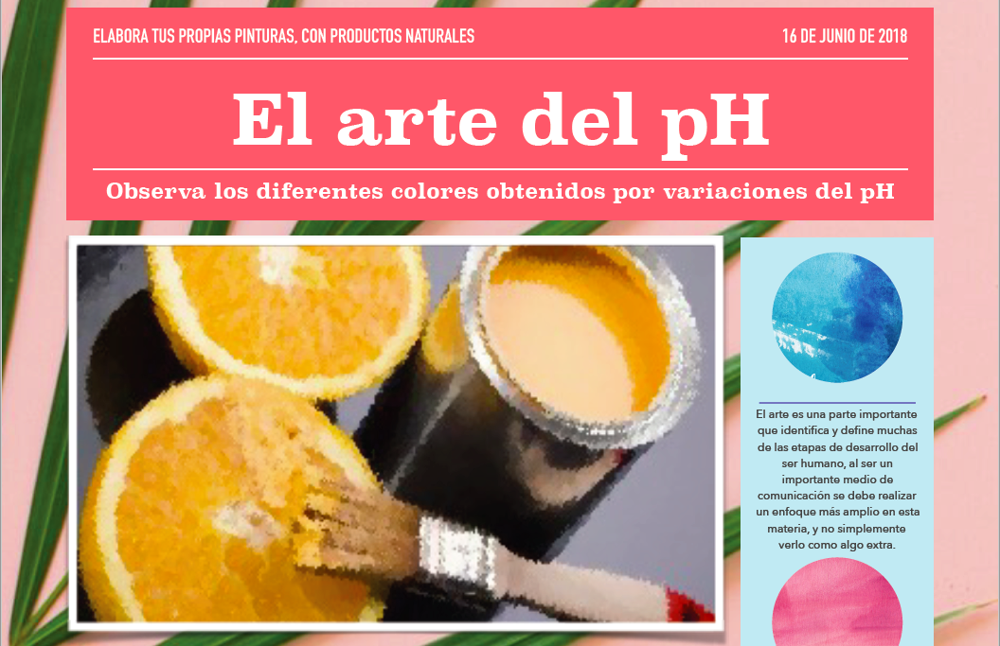 ELABORA TUS PROPIAS PINTURAS, CON PRODUCTOS NATURALES
16 DE JUNIO DE 2018
El arte del pH
Observa los diferentes colores obtenidos por variaciones del pH
El arte es una parte importante
que identifica y define muchas
de las etapas de desarrollo del
ser humano, al ser un
importante medio de
comunicación se debe realizar
un enfoque más amplio en esta
materia, y no simplemente
verlo como algo extra.